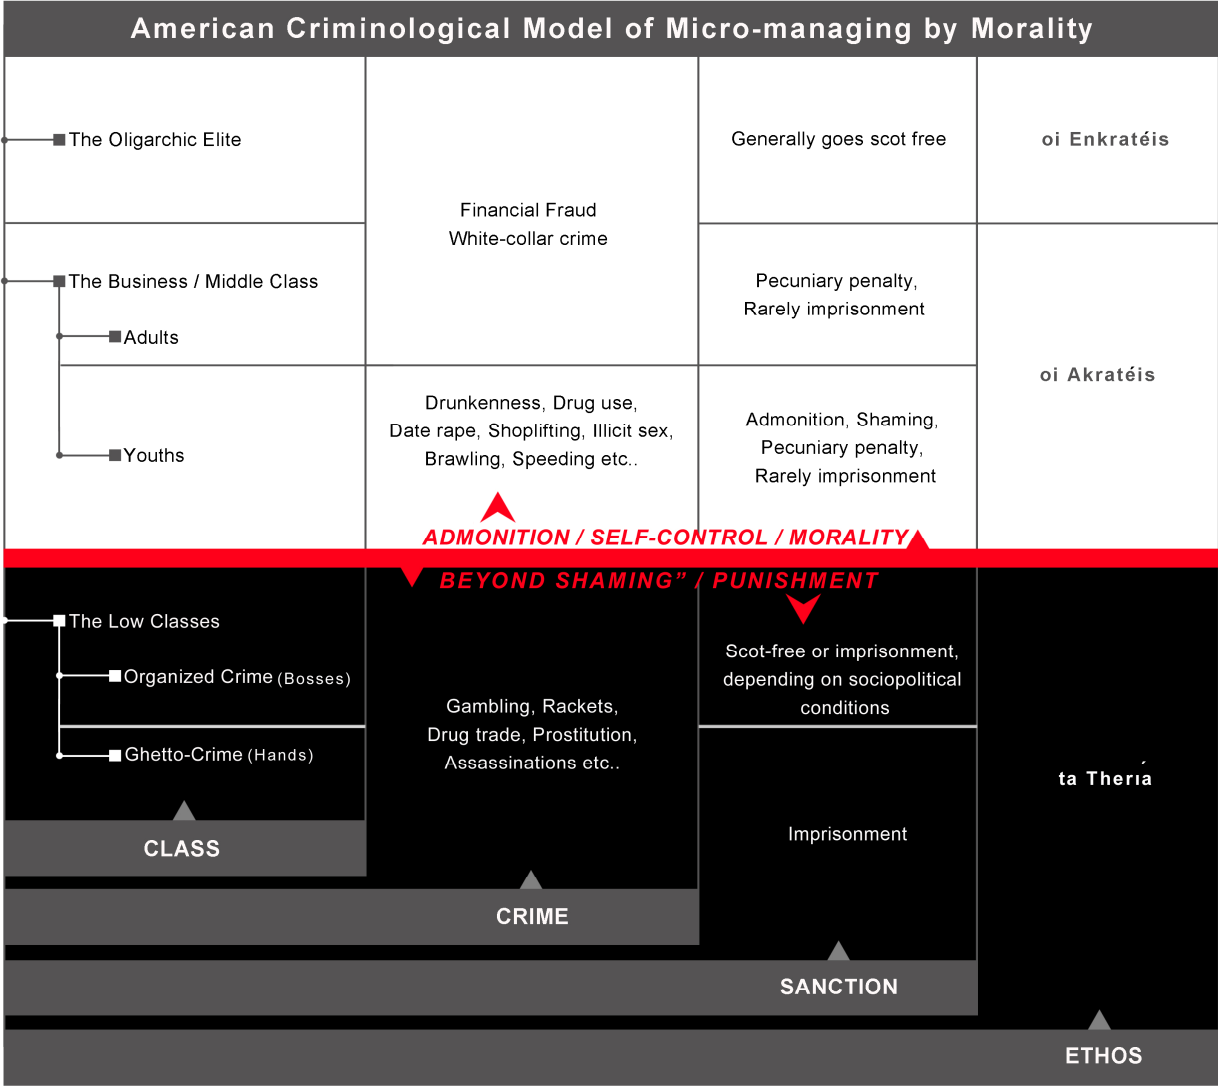 American Criminological Model of Micro-managing by Morality
The Oligarchic Elite
Generally goes scot free
oi Enkratéis
Financial Fraud
White-collar crime
The Business / Middle Class
Adults
Pecuniary penalty,
Rarely imprisonment
oi Akratéis
Youths
Drunkenness, Drug use,
Date rape, Shoplifting, Illicit sex,
Brawling, Speeding etc..
Admonition, Shaming,
Pecuniary penalty,
Rarely imprisonment
ADMONITION / SELF-CONTROL / MORALITY
BEYOND SHAMING” / PUNISHMENT
The Low Classes
Organized Crime (Bosses)
Ghetto-Crime (Hands)
Gambling, Rackets,
Drug trade, Prostitution,
Assassinations etc..
Scot-free or imprisonment,
depending on sociopolitical
conditions
Imprisonment
ta Theriá
CLASS
CRIME
SANCTION
ETHOS